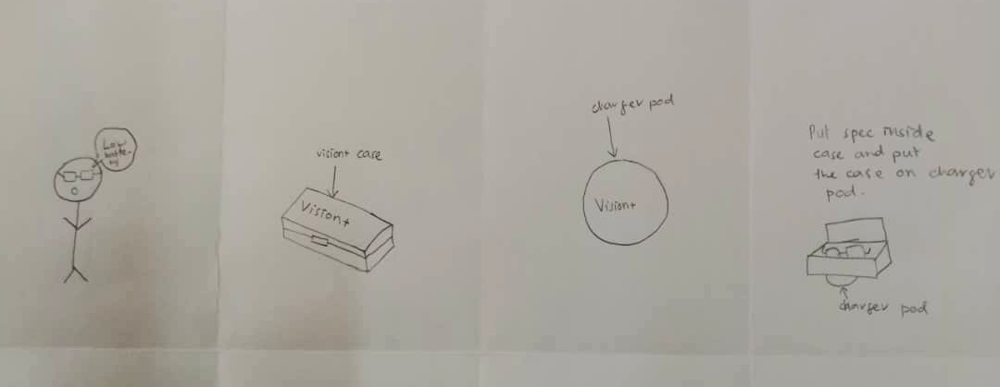 Low
batte-
ry
vision+ case
Vision+
charger pod
Vision+
Put spec inside
case and put
the case on charger
pod.
charger pod